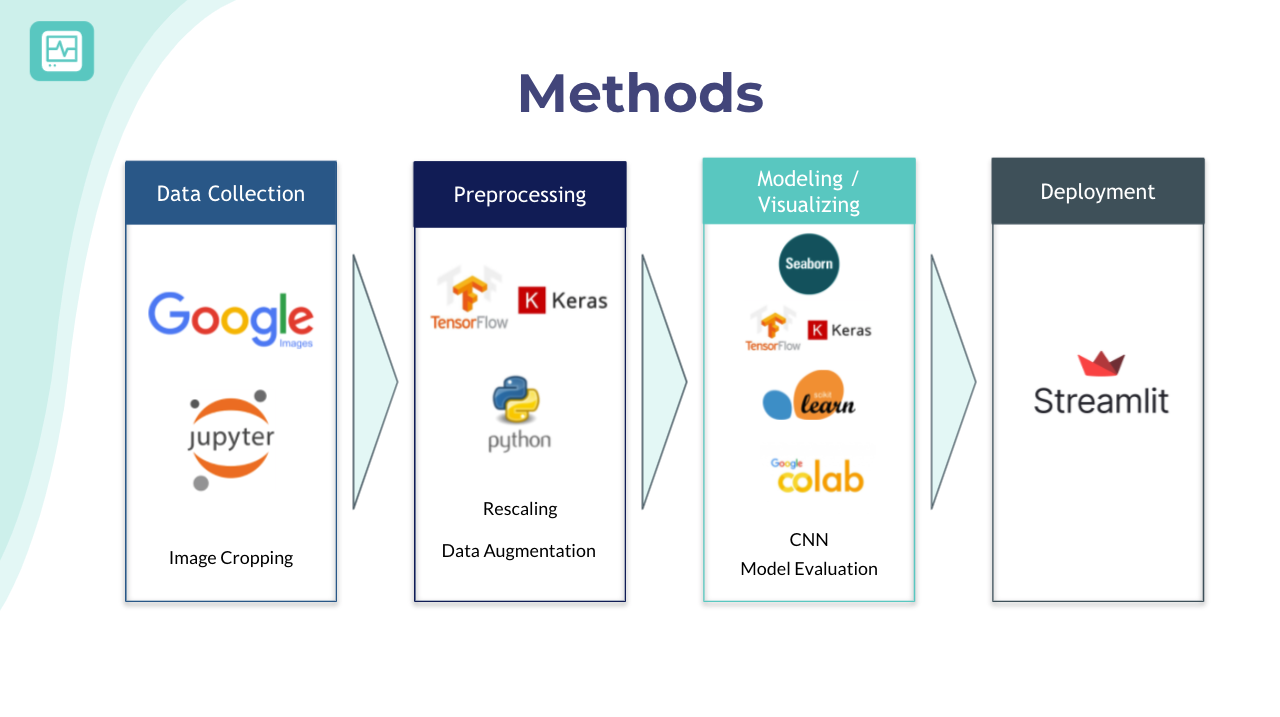 Methods
Data Collection
Google
Images
jupyter
Image Cropping
Preprocessing
TensorFlow
K Keras
python
Rescaling
Data Augmentation
Modeling /
Visualizing
Seaborn
TensorFlow
K Keras
scikit
learn
Google
colab
CNN
Model Evaluation
Deployment
Streamlit